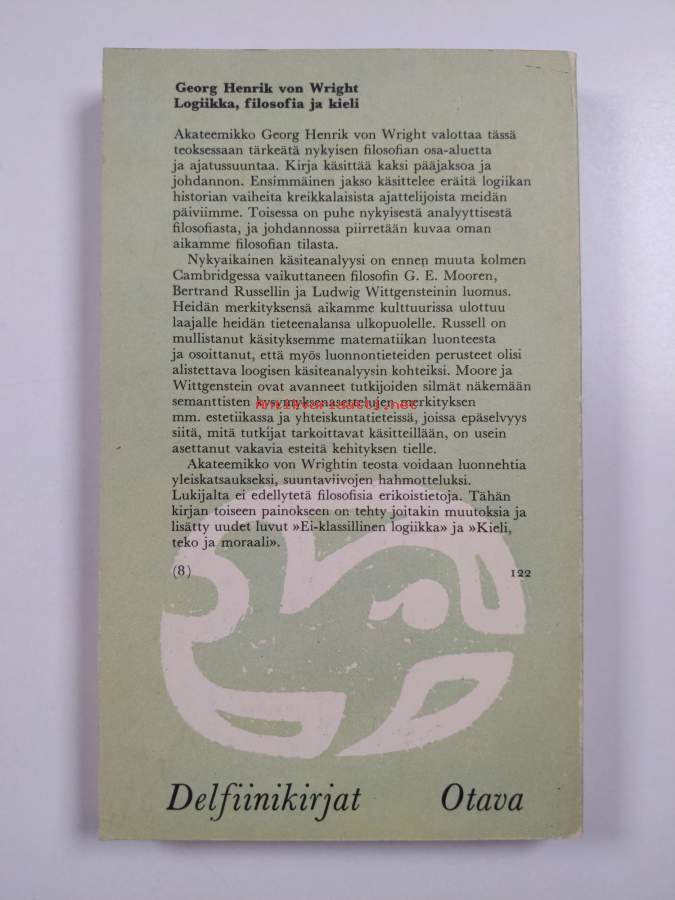 Georg Henrik von Wright
Logiikka, filosofia ja kieli
Akateemikko Georg Henrik von Wright valottaa tässä
teoksessaan tärkeätä nykyisen filosofian osa-aluetta
ja ajatussuuntaa. Kirja käsittää kaksi pääjaksoa ja
johdannon. Ensimmäinen jakso käsittelee eräitä logiikan
historian vaiheita kreikkalaisista ajattelijoista meidän
päiviimme. Toisessa on puhe nykyisestä analyyttisestä
filosofiasta, ja johdannossa piirretään kuvaa oman
aikamme filosofian tilasta.
Nykyaikainen käsiteanalyysi on ennen muuta kolmen
Cambridgessa vaikuttaneen filosofin G. E. Mooren,
Bertrand Russellin ja Ludwig Wittgensteinin luomus.
Heidän merkityksensä aikamme kulttuurissa ulottuu
laajalle heidän tieteenalansa ulkopuolelle. Russell on
mullistanut käsityksemme matematiikan luonteesta
ja osoittanut, että myös luonnontieteiden perusteet olisi
alistettava loogisen käsiteanalyysin kohteiksi. Moore ja
Wittgenstein ovat avanneet tutkijoiden silmät näkemään
semanttisten kysymyksenasettelujen merkityksen
Antikvariaatti.net
mm. estetiikassa ja yhteiskuntatieteissä, joissa epäselvyys
siitä, mitä tutkijat tarkoittavat käsitteillään, on usein
asettanut vakavia esteitä kehityksen tielle.
Akateemikko von Wrightin teosta voidaan luonnehtia
yleiskatsaukseksi, suuntaviivojen hahmotteluksi.
Lukijalta ei edellytetä filosofisia erikoistietoja. Tähän
kirjan toiseen painokseen on tehty joitakin muutoksia ja
lisätty uudet luvut »Ei-klassillinen logiikka» ja »Kieli,
teko ja moraali».
(8) 122
Delfiinikirjat Otava